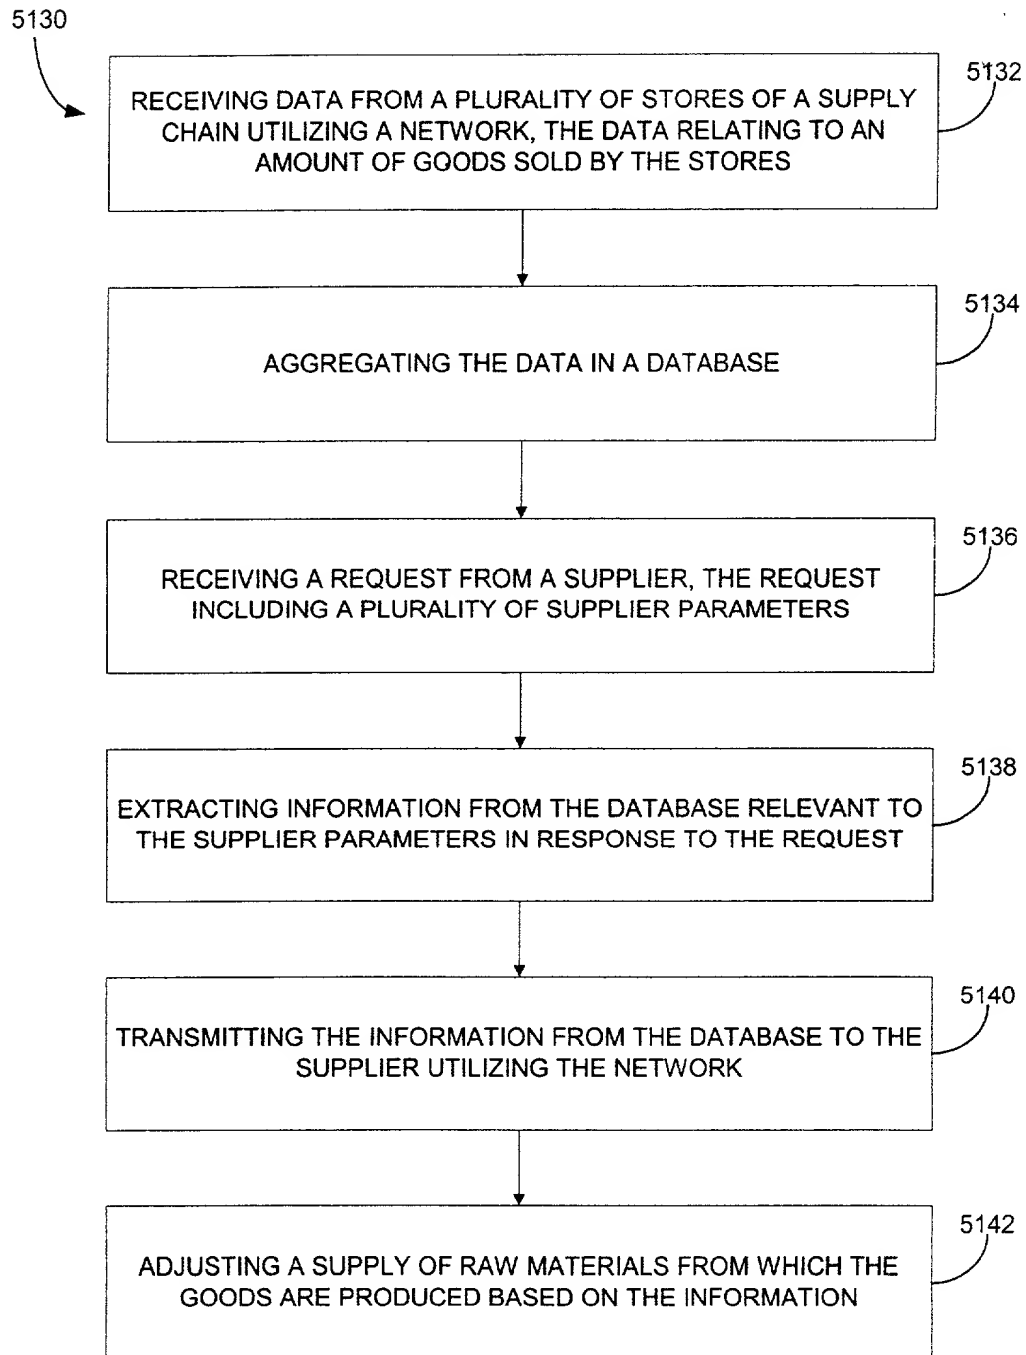 5130
5132
RECEIVING DATA FROM A PLURALITY OF STORES OF A SUPPLY
CHAIN UTILIZING A NETWORK, THE DATA RELATING TO AN
AMOUNT OF GOODS SOLD BY THE STORES
5134
AGGREGATING THE DATA IN A DATABASE
5136
RECEIVING A REQUEST FROM A SUPPLIER, THE REQUEST
INCLUDING A PLURALITY OF SUPPLIER PARAMETERS
5138
EXTRACTING INFORMATION FROM THE DATABASE RELEVANT TO
THE SUPPLIER PARAMETERS IN RESPONSE TO THE REQUEST
5140
TRANSMITTING THE INFORMATION FROM THE DATABASE TO THE
SUPPLIER UTILIZING THE NETWORK
5142
ADJUSTING A SUPPLY OF RAW MATERIALS FROM WHICH THE
GOODS ARE PRODUCED BASED ON THE INFORMATION